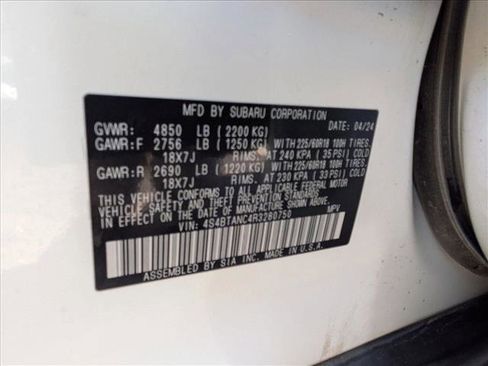 MFD BY SUBARU CORPORATION
GVWR: 4850 LB (2200 KG) DATE: 04/24
GAWR:F 2756 LB (1250 KG) WITH 225/60R18 100H TIRES.
18X7J RIMS. AT 240 KPA (35 PSI) COLD
GAWR:R 2690 LB (1220 KG) WITH 225/60R18 100H TIRES.
18X7J RIMS. AT 230 KPA (33 PSI) COLD
THIS VEHICLE CONFORMS TO ALL APPLICABLE FEDERAL MOTOR
VEHICLE SAFETY AND THEFT PREVENTION STANDARDS IN
EFFECT ON THE DATE OF MANUFACTURE SHOWN ABOVE.
VIN: 4S4BTANC4R3280750 MPV
ASSEMBLED BY SIA INC. MADE IN U.S.A.